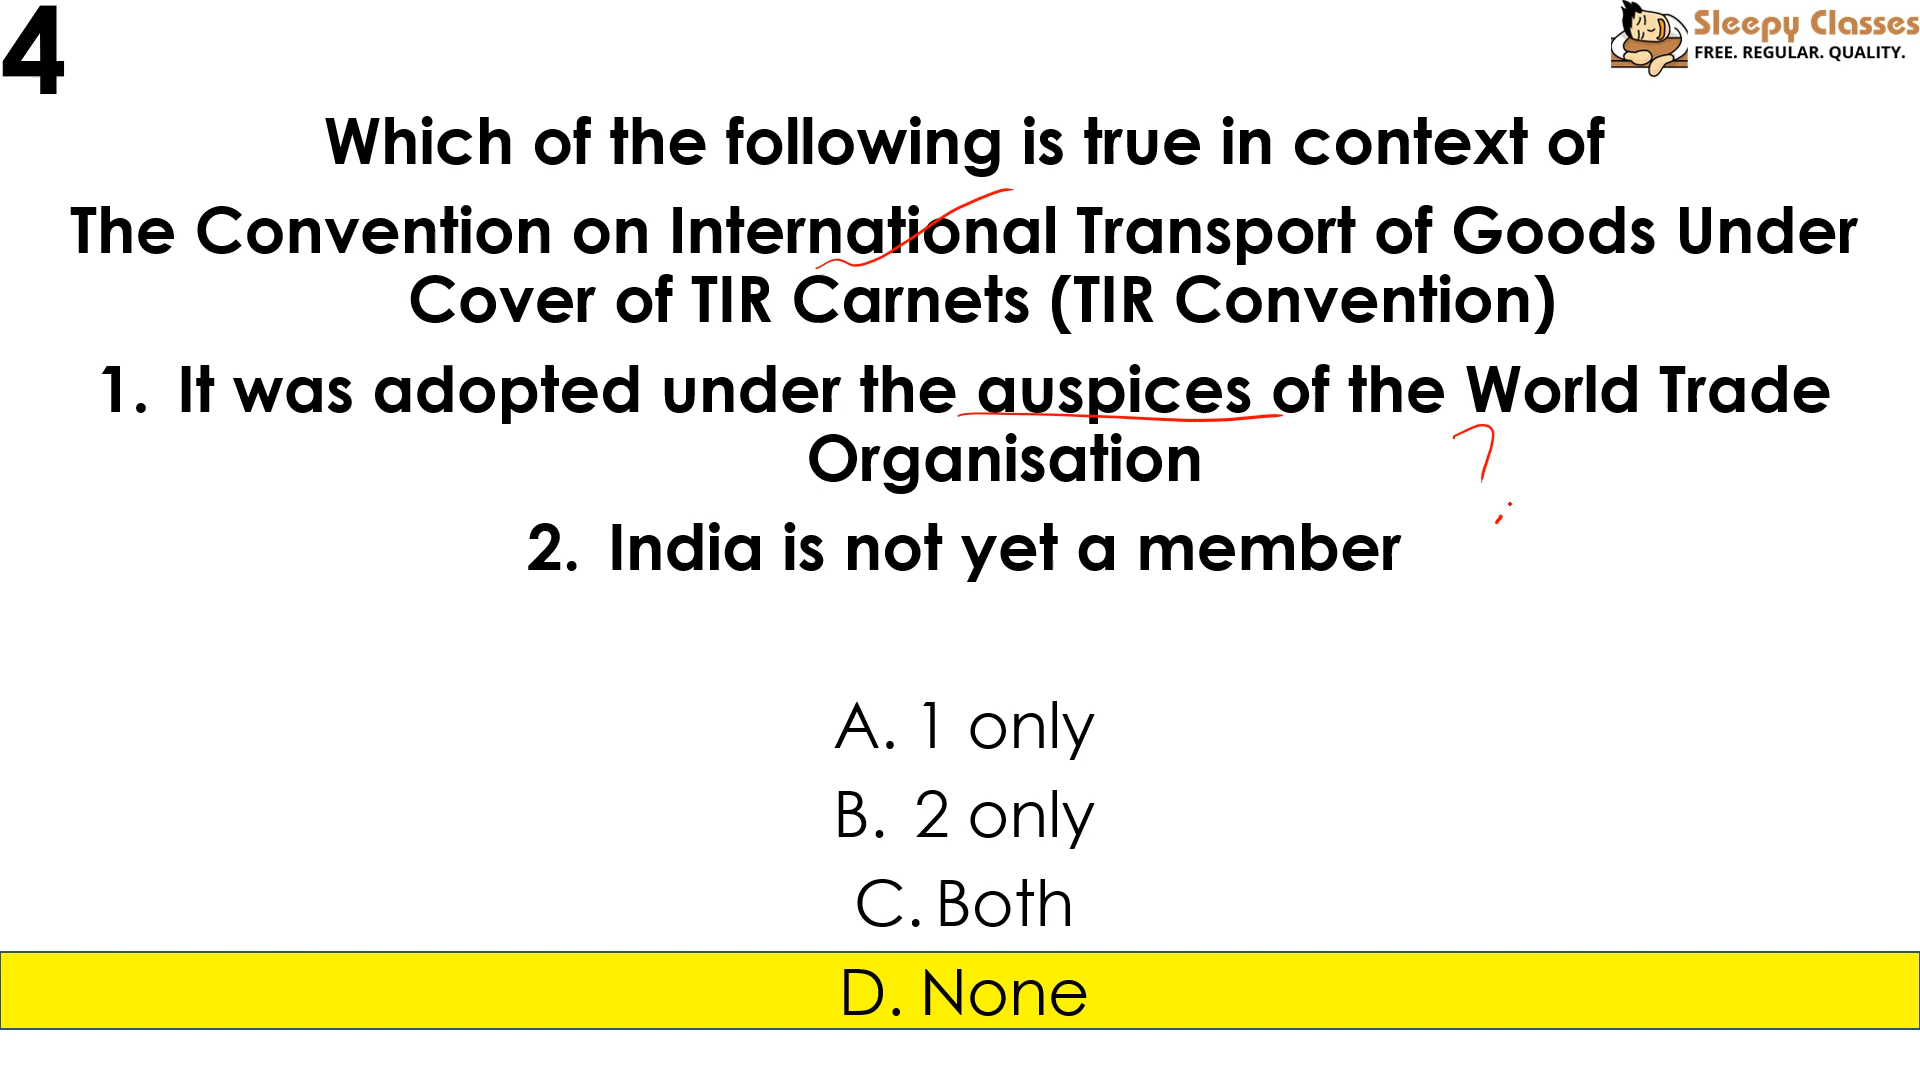 4
Sleepy Classes
FREE. REGULAR. QUALITY.
Which of the following is true in context of
The Convention on International Transport of Goods Under
Cover of TIR Carnets (TIR Convention)
1. It was adopted under the auspices of the World Trade
Organisation
?
2. India is not yet a member
A. 1 only
B. 2 only
C. Both
D. None